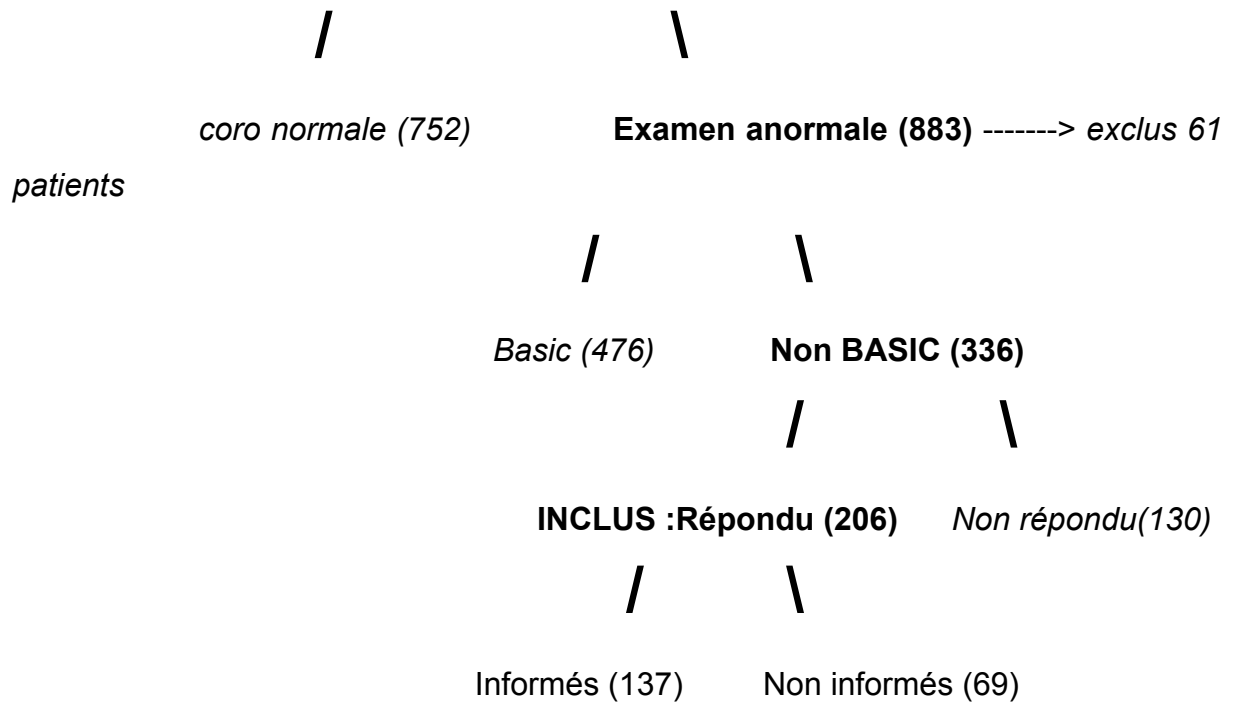 / \
coro normale (752) Examen anormale (883) -------> exclus 61
patients
/ \
Basic (476) Non BASIC (336)
/ \
INCLUS :Répondu (206) Non répondu(130)
/ \
Informés (137) Non informés (69)